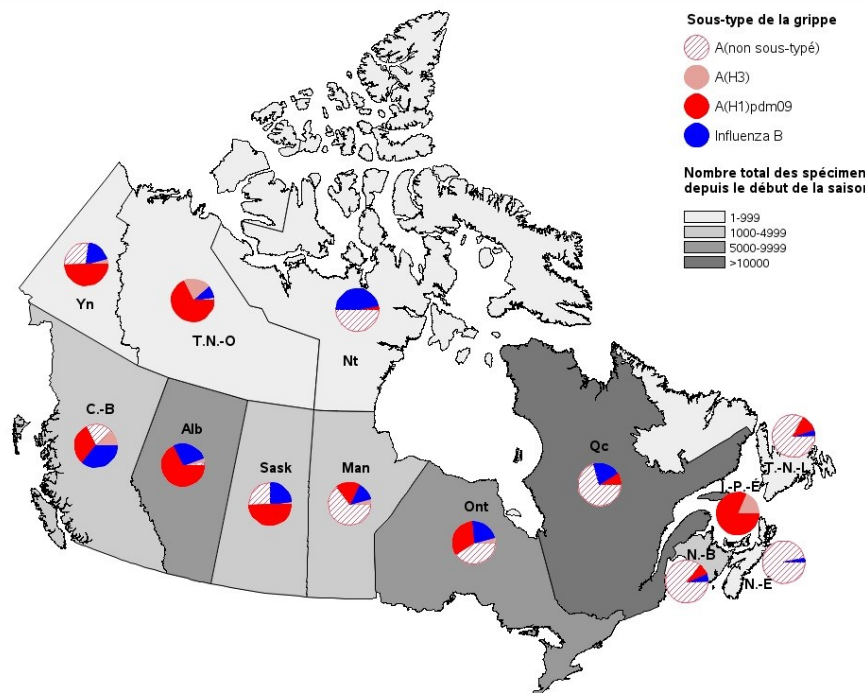 Sous-type de la grippe
A(non sous-typé)
A(H3)
A(H1)pdm09
Influenza B
Nombre total des spécimen
depuis le début de la saison
1-999
1000-4999
5000-9999
>10000
Yn
T.N.-O
Nt
C.-B
Alb
Sask
Man
Ont
Qc
T.-N.-L
I.-P.-É
N.-B
N.-É